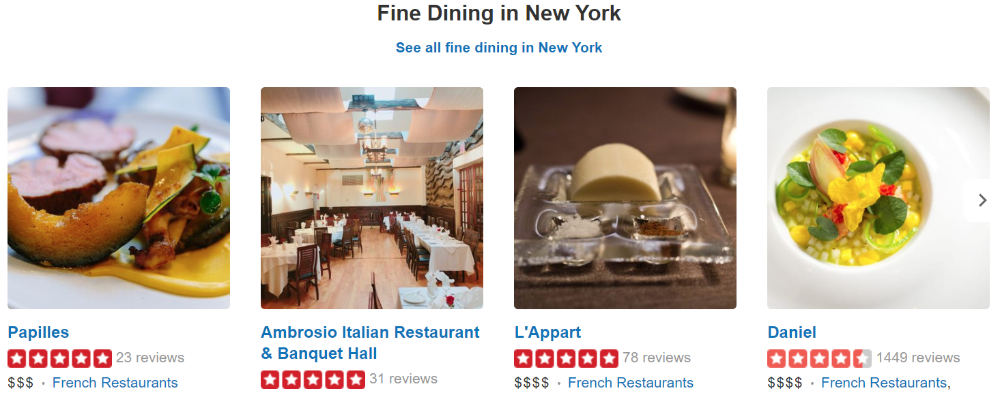 Fine Dining in New York
See all fine dining in New York
Papilles
23 reviews
$$$ • French Restaurants
Ambrosio Italian Restaurant
& Banquet Hall
31 reviews
L'Appart
78 reviews
$$$$ • French Restaurants
Daniel
1449 reviews
$$$$ • French Restaurants,